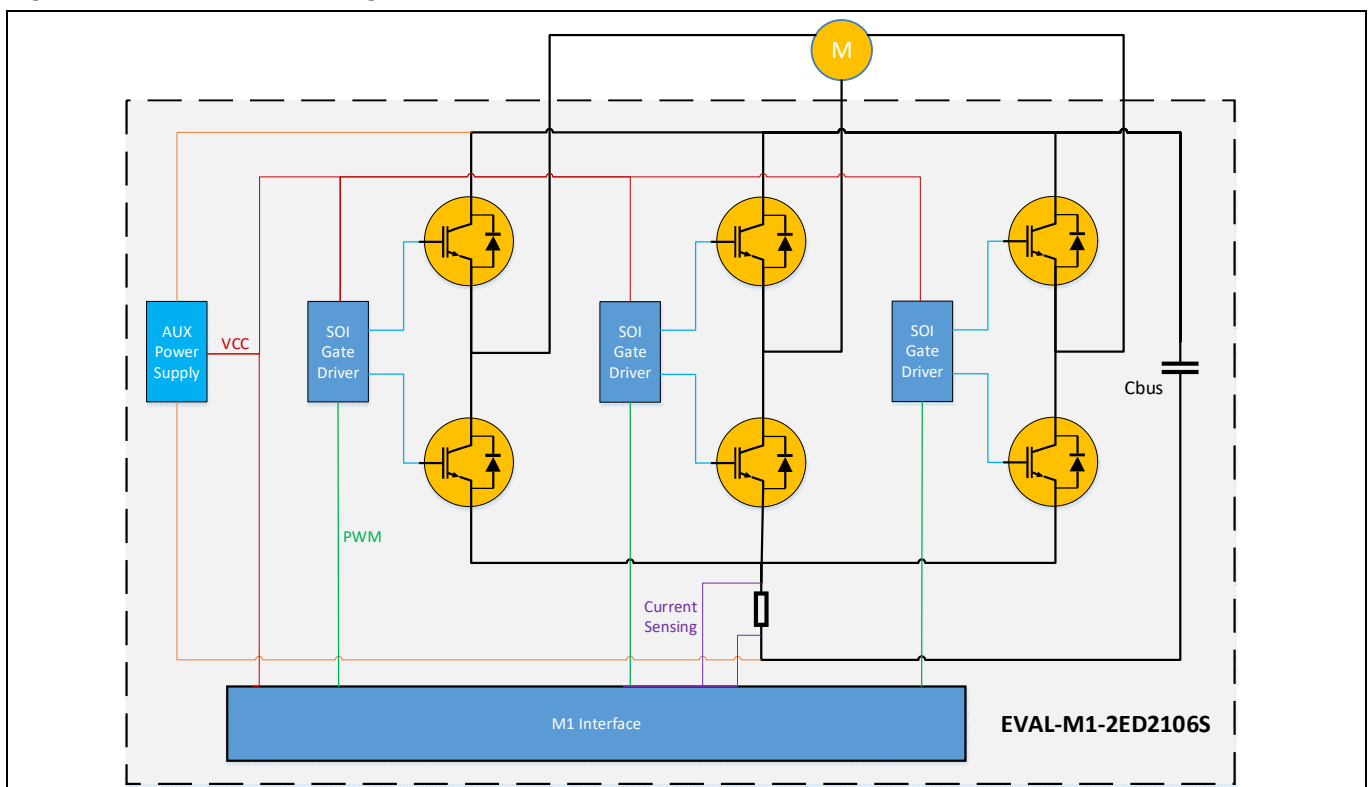 M
AUX
Power
Supply
VCC
SOI
Gate
Driver
SOI
Gate
Driver
SOI
Gate
Driver
Cbus
PWM
Current
Sensing
M1 Interface
EVAL-M1-2ED2106S